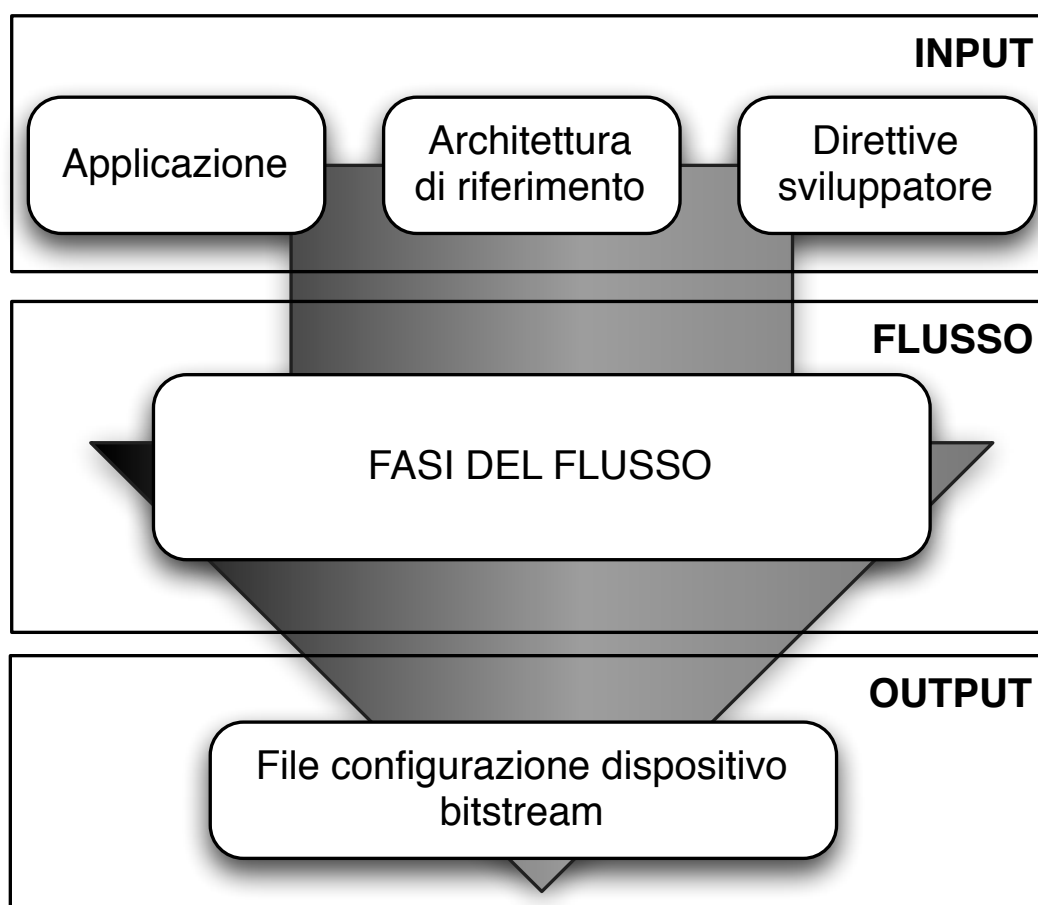 INPUT
Applicazione
Architettura
di riferimento
Direttive
sviluppatore
FLUSSO
FASI DEL FLUSSO
OUTPUT
File configurazione dispositivo
bitstream